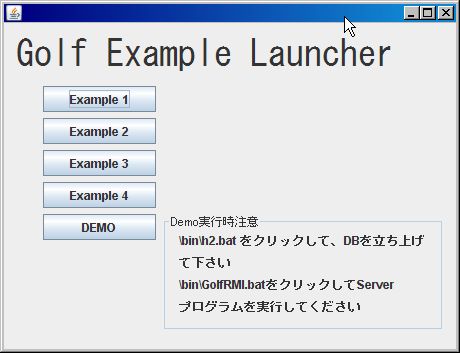 Golf Example Launcher
Example 1
Example 2
Example 3
Example 4
DEMO
Demo実行時注意
\bin\h2.bat をクリックして、DBを立ち上げ
て下さい
\bin\GolfRMI.batをクリックしてServer
プログラムを実行してください